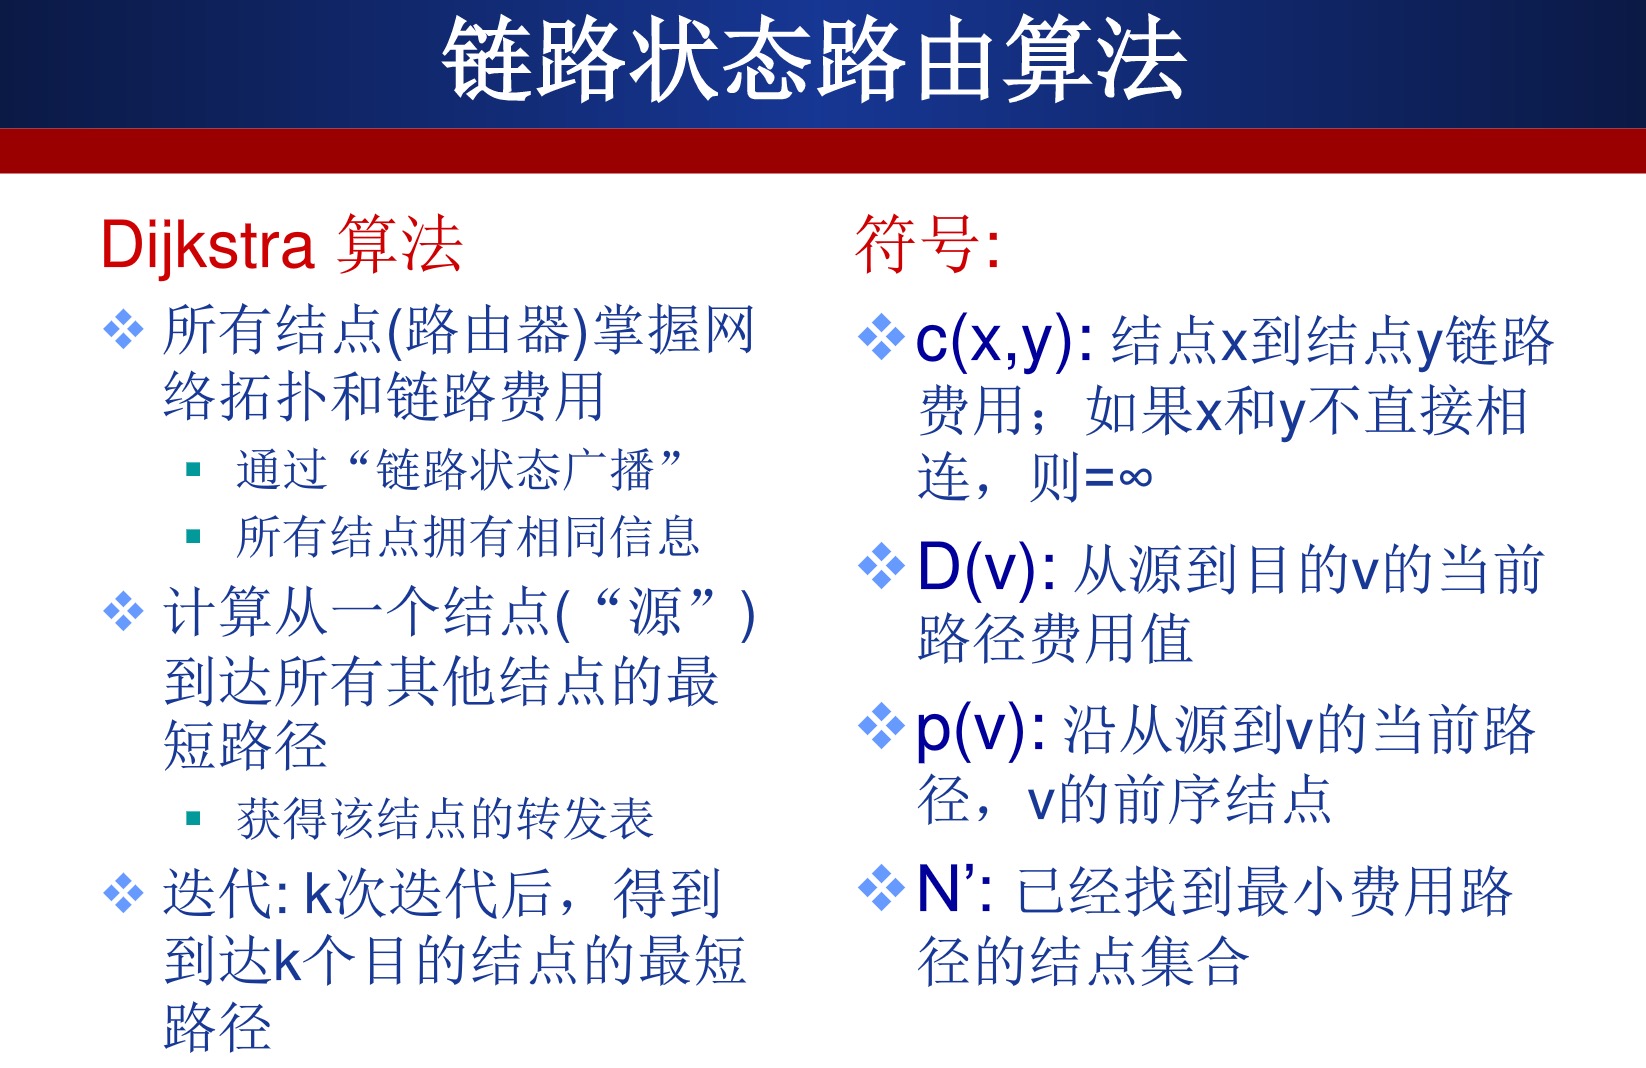 链路状态路由算法
Dijkstra 算法
所有结点(路由器)掌握网
络拓扑和链路费用
通过“链路状态广播”
所有结点拥有相同信息
计算从一个结点(“源”)
到达所有其他结点的最
短路径
获得该结点的转发表
迭代: k次迭代后，得到
到达k个目的结点的最短
路径
符号:
c(x,y): 结点x到结点y链路
费用；如果x和y不直接相
连，则=∞
D(v): 从源到目的v的当前
路径费用值
p(v): 沿从源到v的当前路
径，v的前序结点
N’: 已经找到最小费用路
径的结点集合